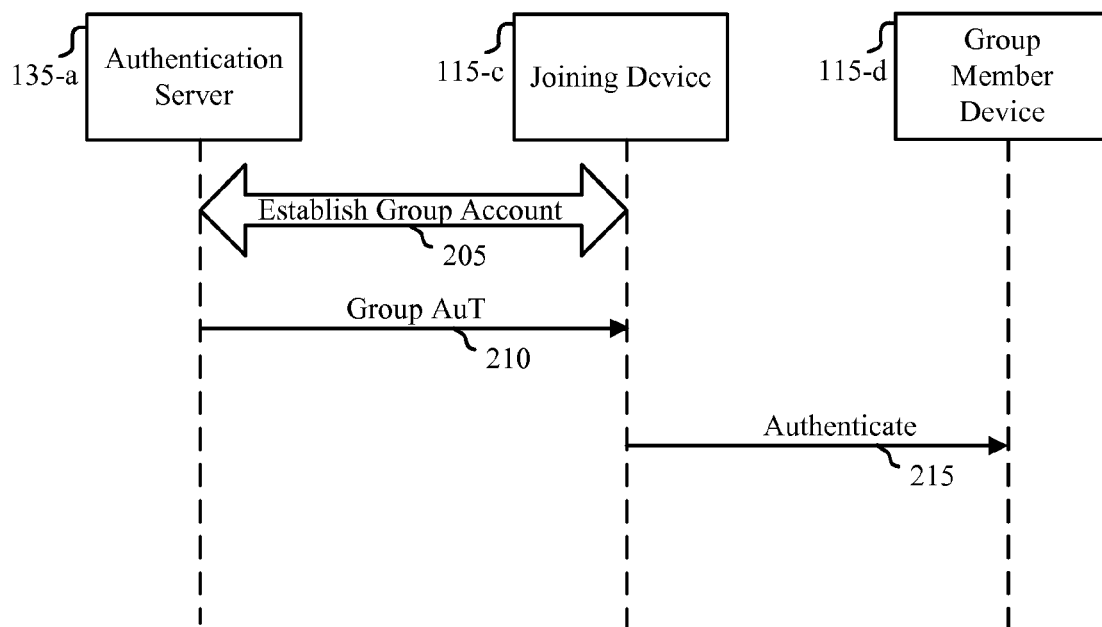 135-a
Authentication
Server
115-c
Joining Device
115-d
Group
Member
Device
Establish Group Account
205
Group AuT
210
Authenticate
215